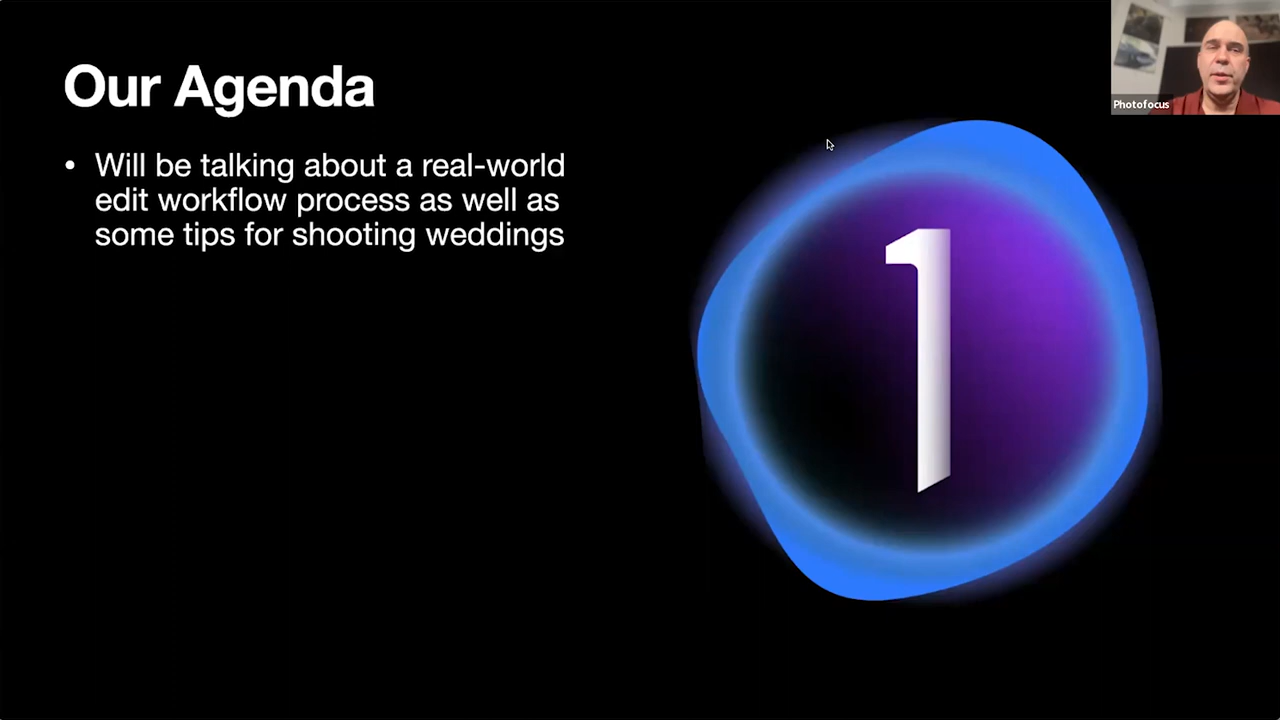 Our Agenda
• Will be talking about a real-world
edit workflow process as well as
some tips for shooting weddings
1
Photofocus